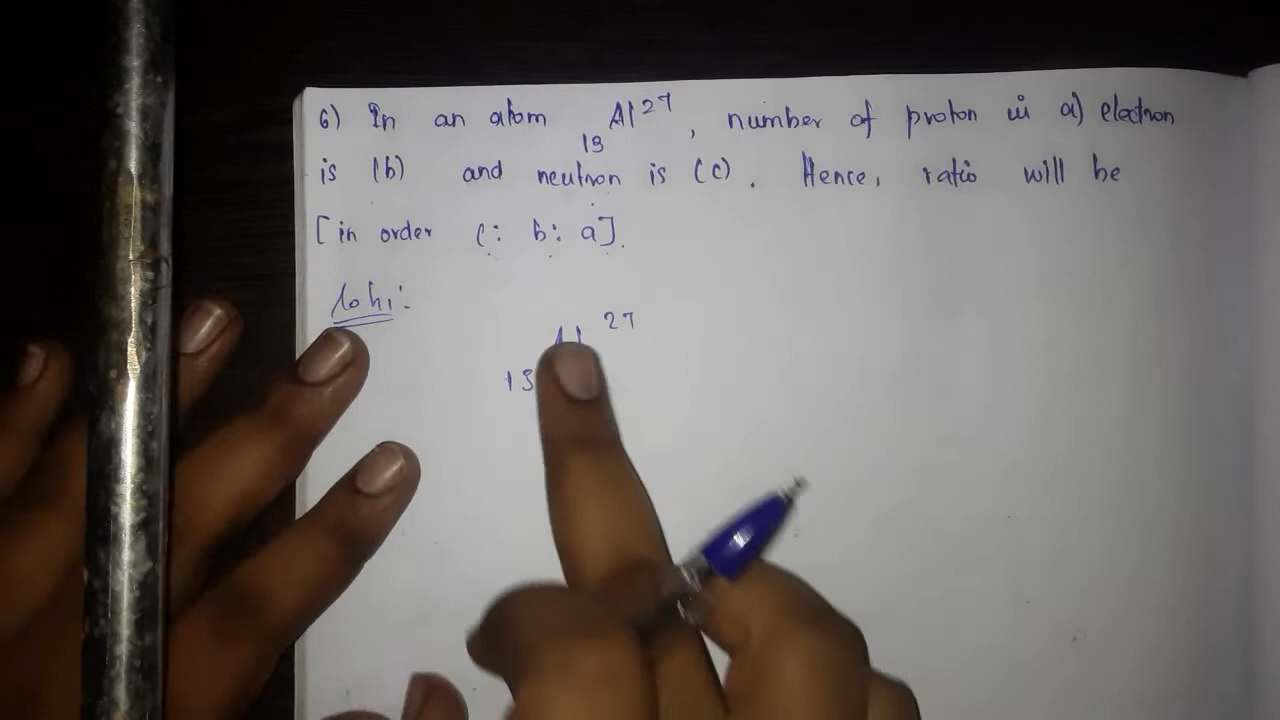 6) In an atom 13Al27, number of proton is a) electron
is (b) and neutron is (c). Hence, ratio will be
[in order c: b: a].
Soln:
27
13